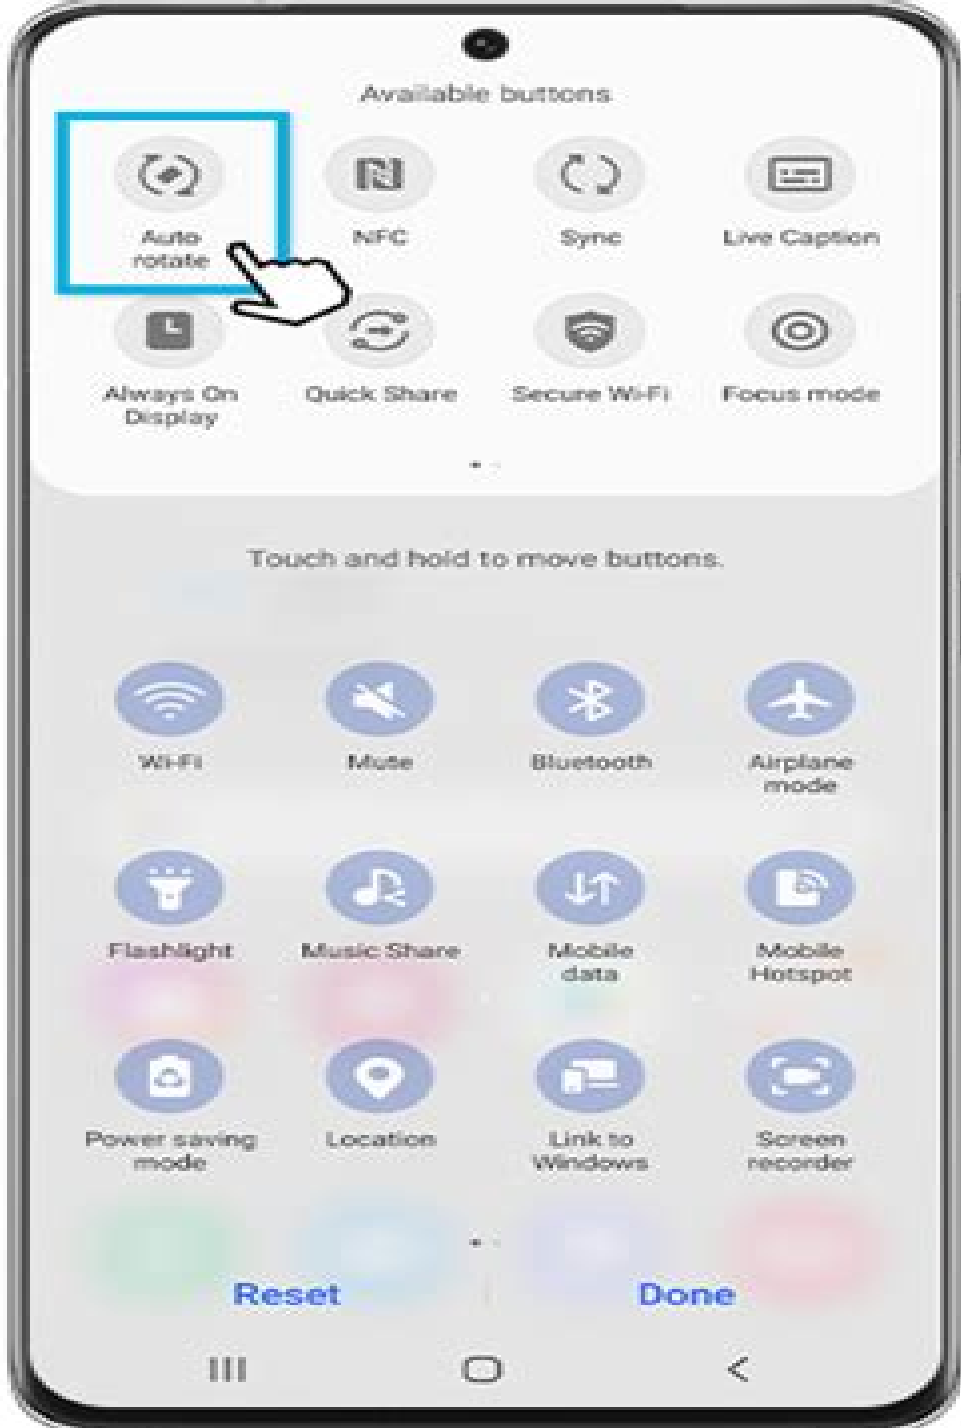 Available buttons
Auto
rotate
NFC
Sync
Live Caption
Always On
Display
Quick Share
Secure Wi-Fi
Focus mode
Touch and hold to move buttons.
Wi-Fi
Mute
Bluetooth
Airplane
mode
Flashlight
Music Share
Mobile
data
Mobile
Hotspot
Power saving
mode
Location
Link to
Windows
Screen
recorder
Reset
Done